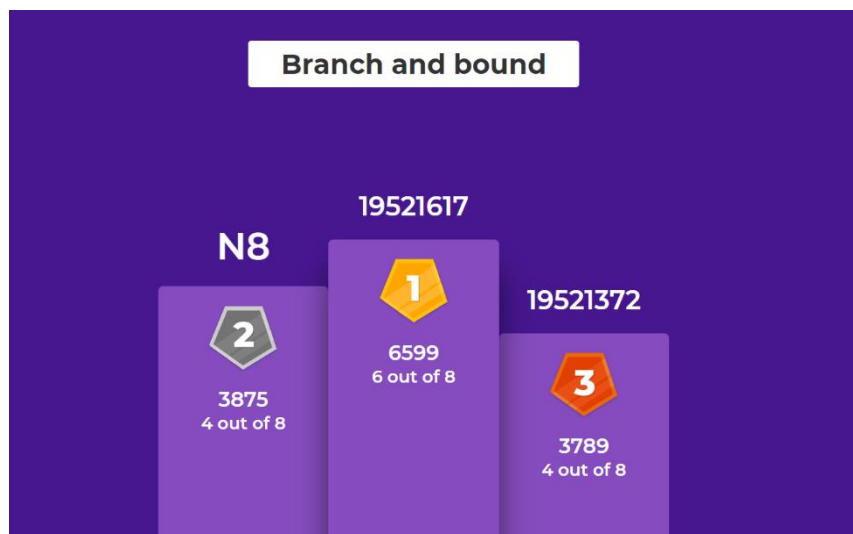 Branch and bound
N8
2
3875
4 out of 8
19521617
1
6599
6 out of 8
19521372
3
3789
4 out of 8